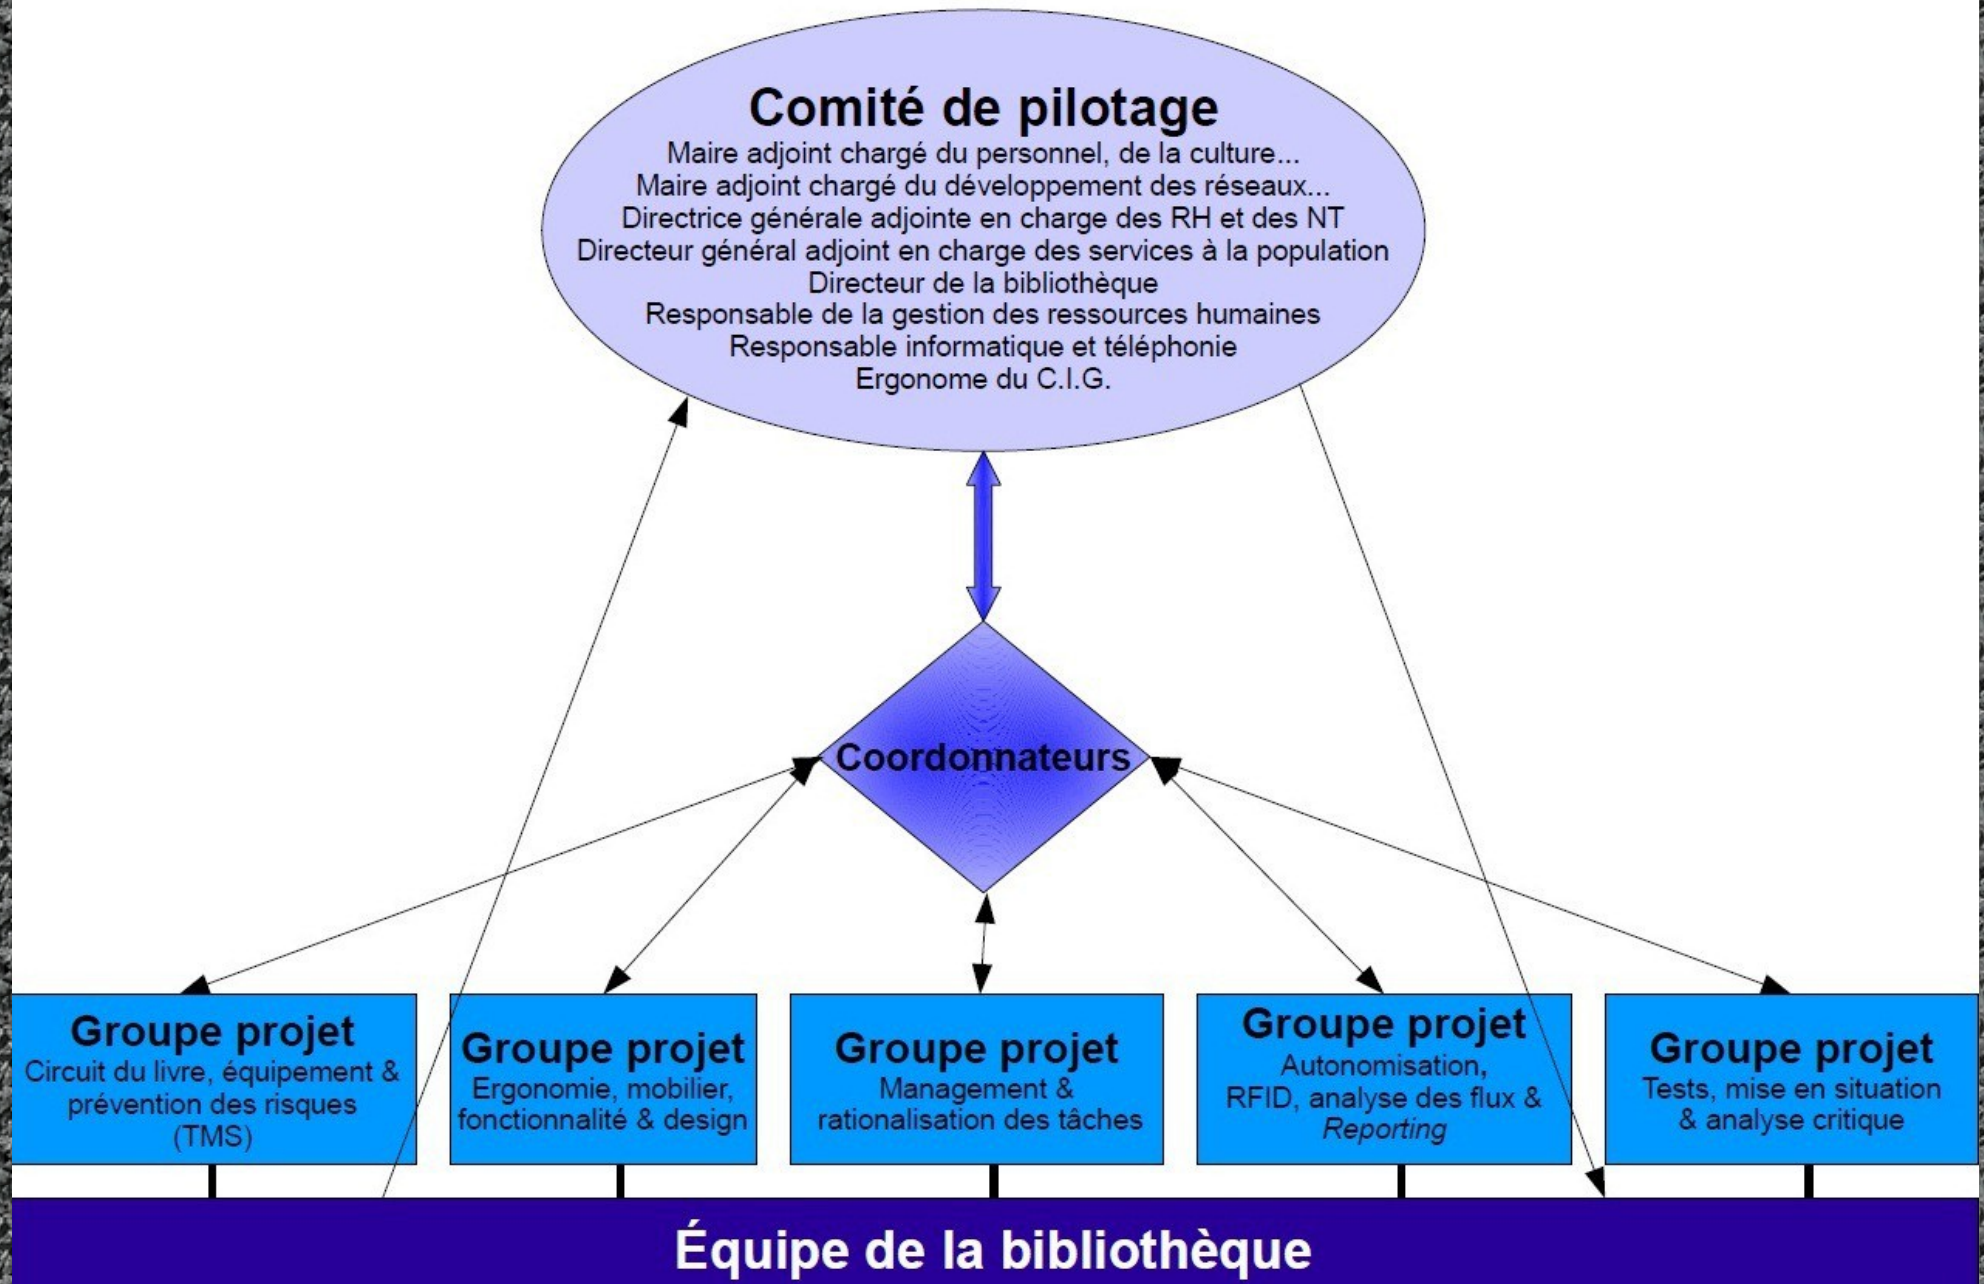 Comité de pilotage
Maire adjoint chargé du personnel, de la culture...
Maire adjoint chargé du développement des réseaux...
Directrice générale adjointe en charge des RH et des NT
Directeur général adjoint en charge des services à la population
Directeur de la bibliothèque
Responsable de la gestion des ressources humaines
Responsable informatique et téléphonie
Ergonome du C.I.G.
Coordonnateurs
Groupe projet
Circuit du livre, équipement &
prévention des risques
(TMS)
Groupe projet
Ergonomie, mobilier,
fonctionnalité & design
Groupe projet
Management &
rationalisation des tâches
Groupe projet
Autonomisation,
RFID, analyse des flux &
Reporting
Groupe projet
Tests, mise en situation
& analyse critique
Équipe de la bibliothèque